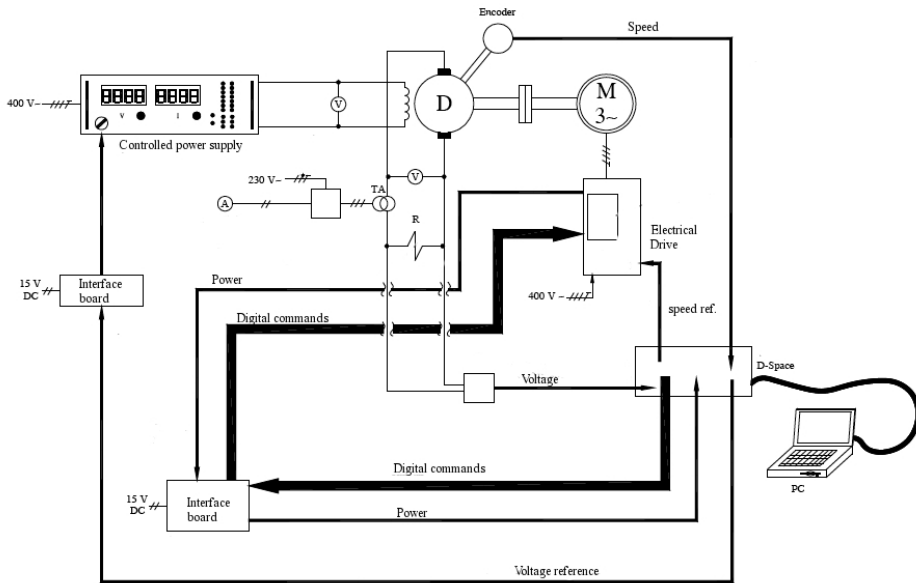 Encoder
Speed
400 V~
8888 8888
V
I
V
D
M
3~
Controlled power supply
230 V~
TA
V
A
R
Electrical
Drive
15 V
DC
Interface
board
Power
400 V~
Digital commands
speed ref.
Voltage
D-Space
Digital commands
PC
15 V
DC
Interface
board
Power
Voltage reference